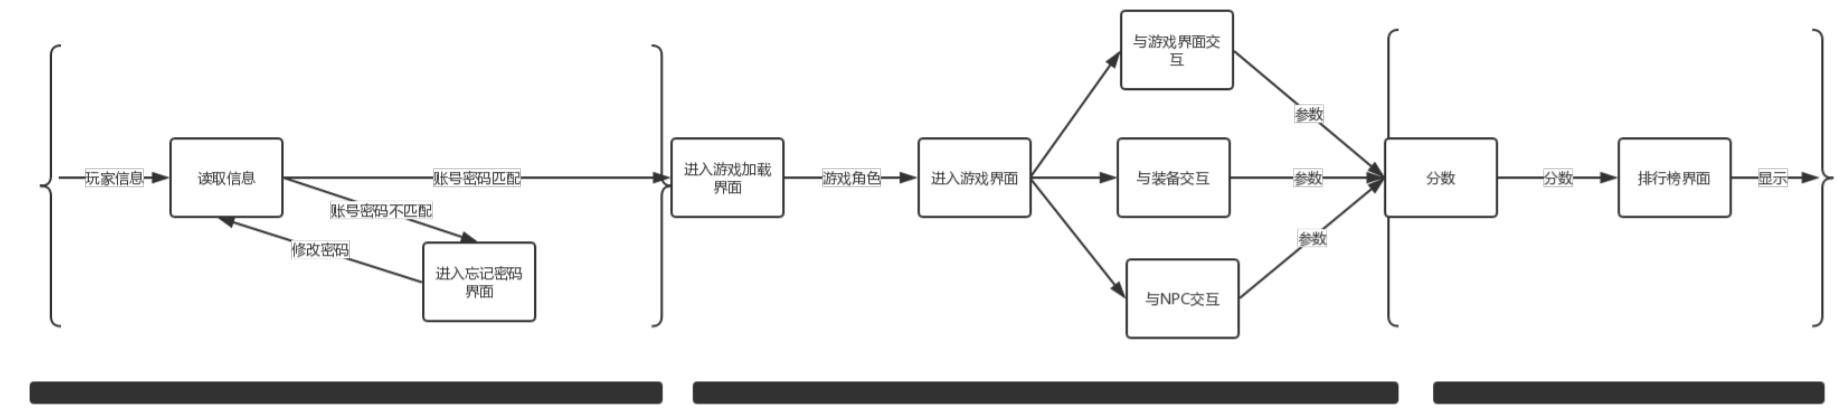 玩家信息
读取信息
账号密码匹配
账号密码不匹配
修改密码
进入忘记密码
界面
进入游戏加载
界面
游戏角色
进入游戏界面
与游戏界面交
互
与装备交互
与NPC交互
参数
参数
参数
分数
分数
排行榜界面
显示